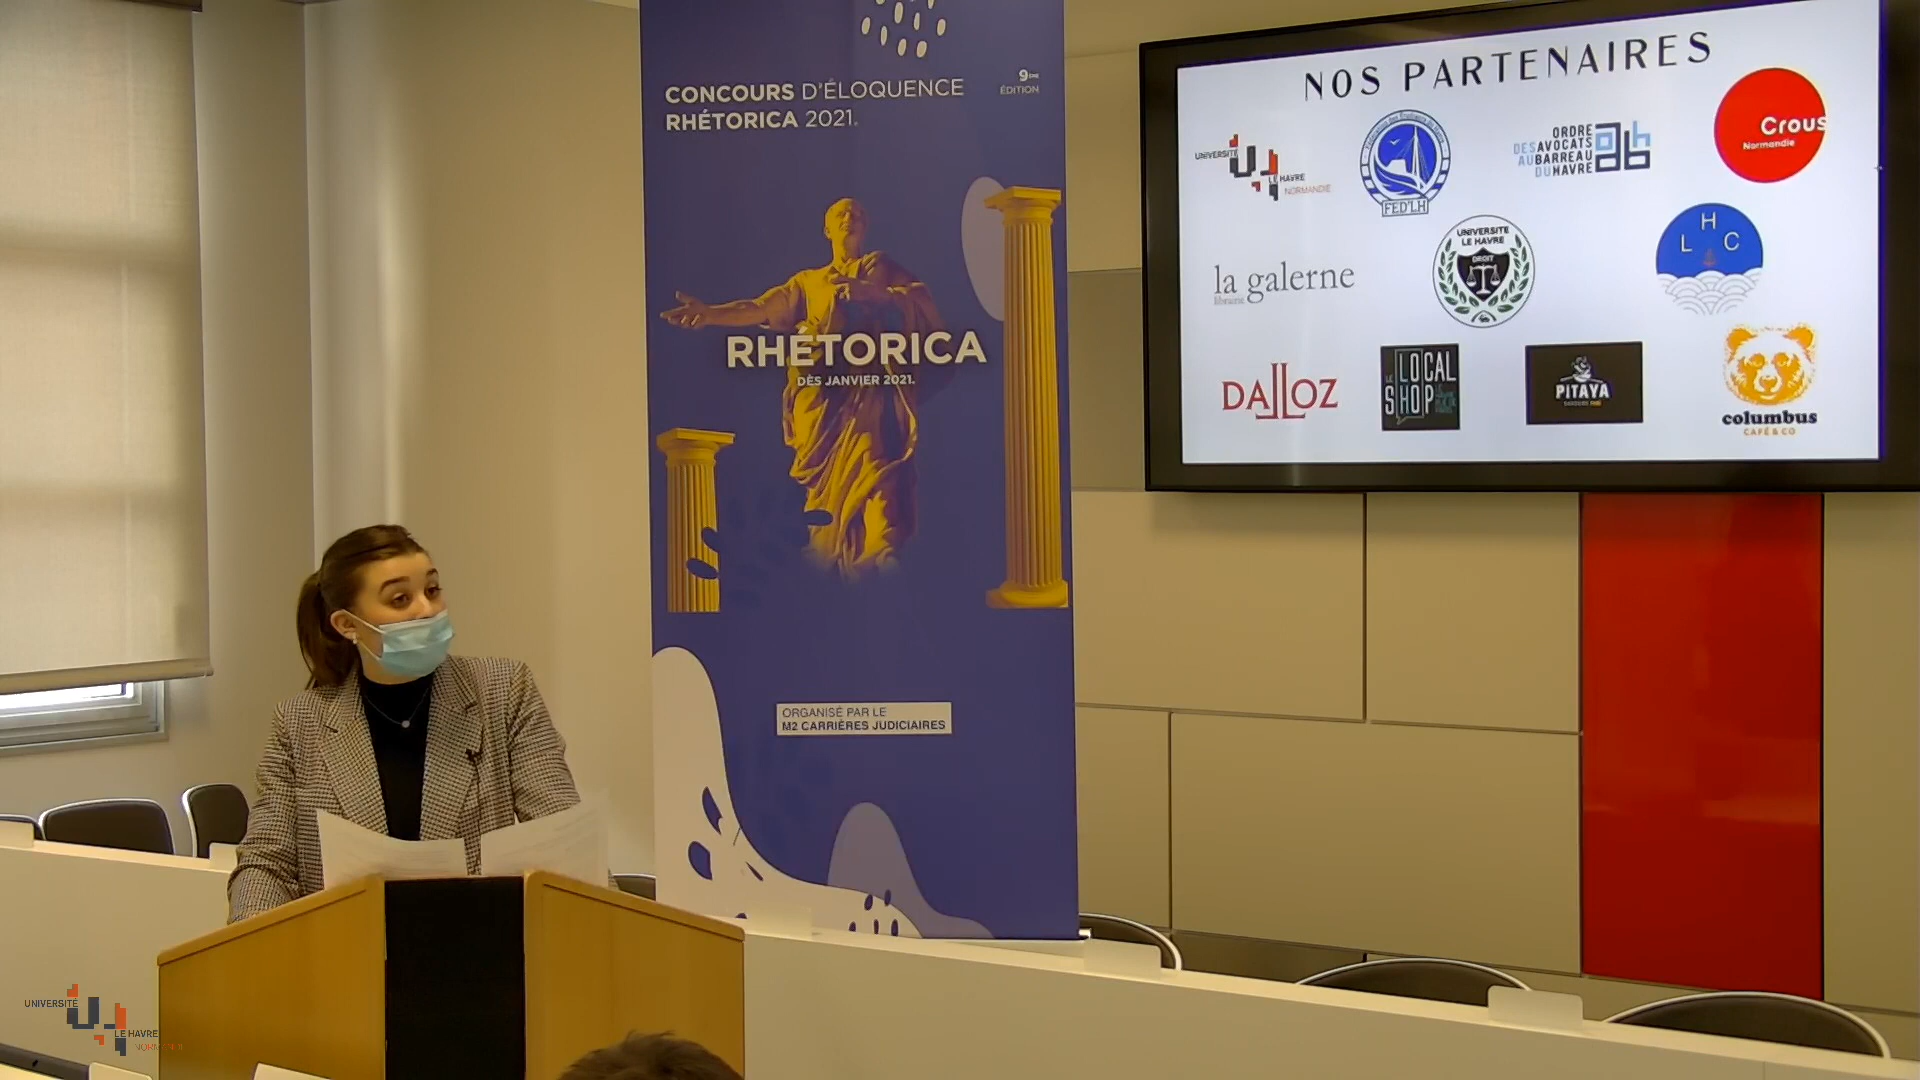 CONCOURS D'ÉLOQUENCE
RHÉTORICA 2021.
9ÈME
ÉDITION
RHÉTORICA
DÈS JANVIER 2021.
ORGANISÉ PAR LE
M2 CARRIÈRES JUDICIAIRES
NOS PARTENAIRES
UNIVERSITÉ
LE HAVRE
NORMANDIE
FED'LH
ORDRE
DES AVOCATS
AU BARREAU
DU HAVRE
Crous
Normandie
la galerne
librairie
UNIVERSITE
LE HAVRE
DROIT
L H C
DALLOZ
LE LOCAL
SHOP
PITAYA
columbus
CAFÉ & CO
UNIVERSITÉ
LE HAVRE
NORMANDIE